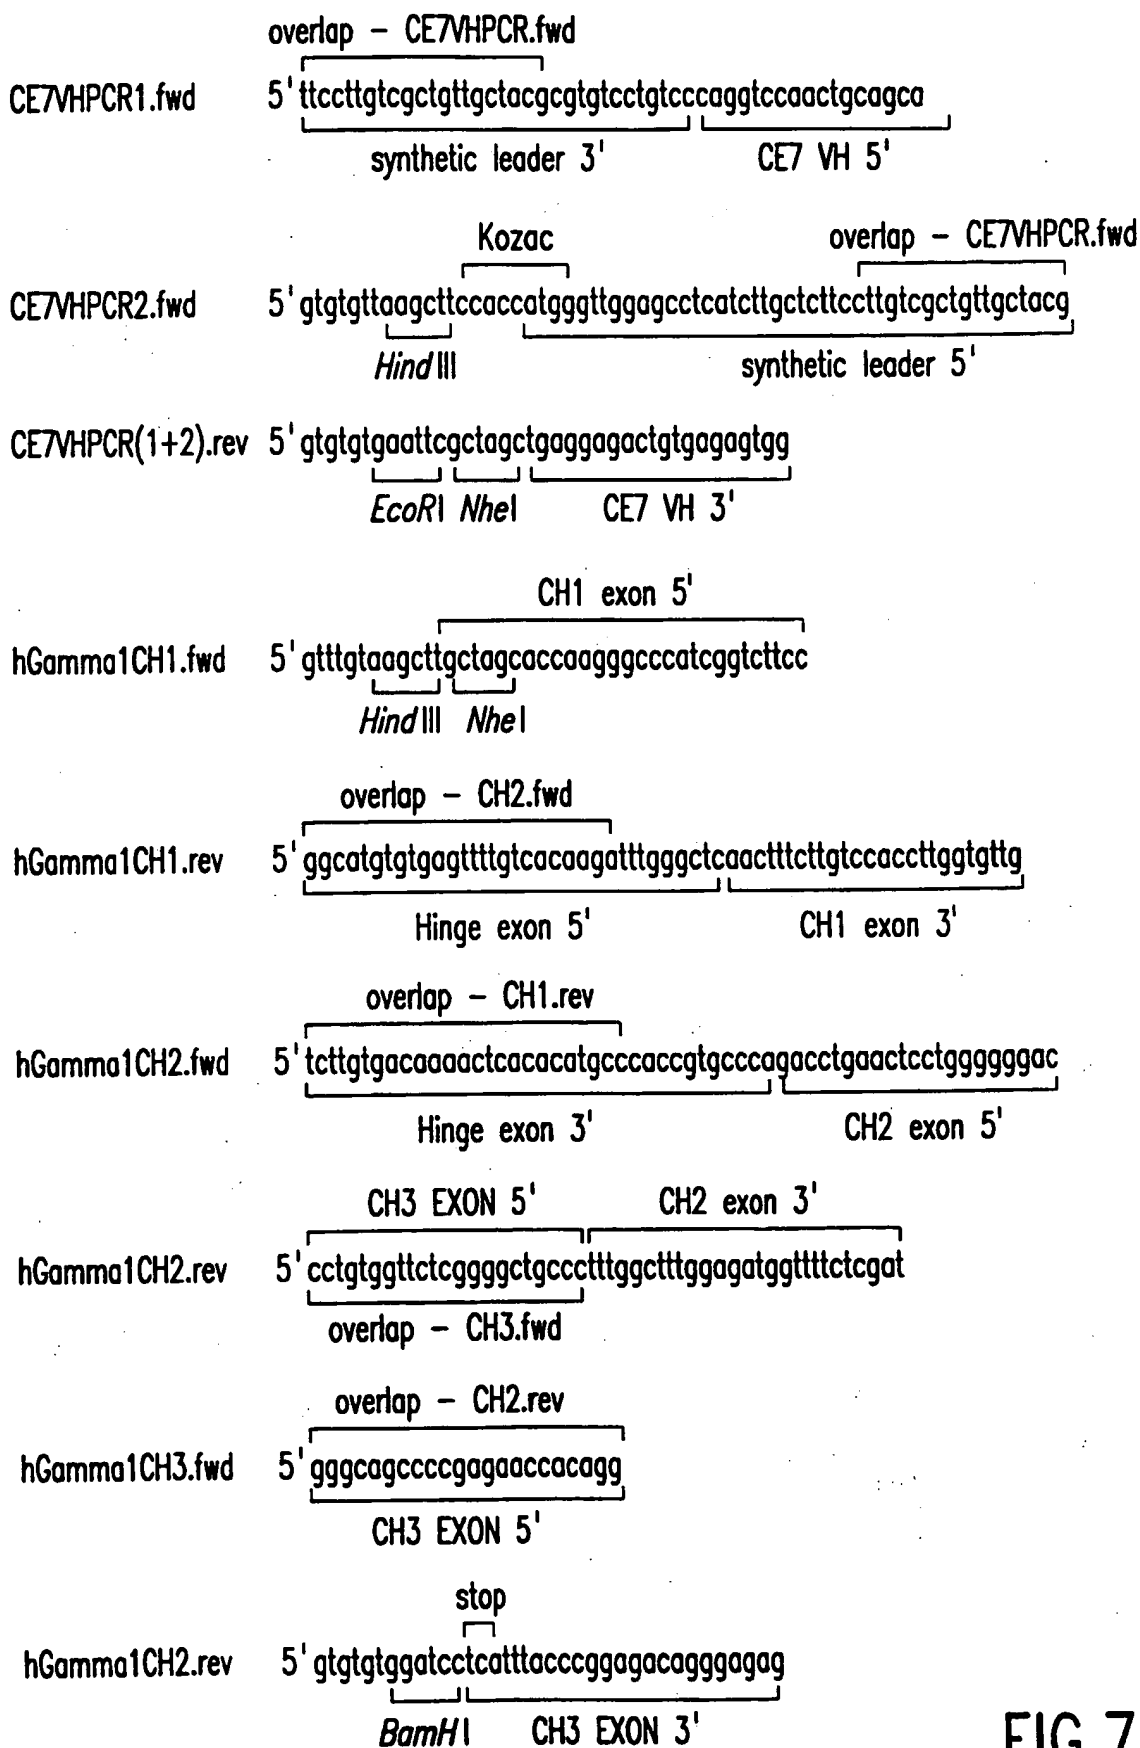 overlap - CE7VHPCR.fwd
CE7VHPCR1.fwd 5' ttccttgtcgctgttgctacgcgtgtcctgtcccaggtccaactgcagca
synthetic leader 3' CE7 VH 5'
Kozac overlap - CE7VHPCR.fwd
CE7VHPCR2.fwd 5' gtgtgttaagcttccaccatgggttggagcctcatcttgctcttccttgtcgctgttgctacg
HindIII synthetic leader 5'
CE7VHPCR(1+2).rev 5' gtgtgtgaattcgctagctgaggagactgtgagagtgg
EcoRI NheI CE7 VH 3'
CH1 exon 5'
hGamma1CH1.fwd 5' gtttgtaagcttgctagcaccaagggcccatcggtcttcc
HindIII NheI
overlap - CH2.fwd
hGamma1CH1.rev 5' ggcatgtgtgagttttgtcacaagatttgggctcaactttcttgtccaccttggtgttg
Hinge exon 5' CH1 exon 3'
overlap - CH1.rev
hGamma1CH2.fwd 5' tcttgtgacaaaactcacacatgcccaccgtgcccagacctgaactcctggggggac
Hinge exon 3' CH2 exon 5'
CH3 EXON 5' CH2 exon 3'
hGamma1CH2.rev 5' cctgtggttctcggggctgccctttggctttggagatggttttctcgat
overlap - CH3.fwd
overlap - CH2.rev
hGamma1CH3.fwd 5' gggcagccccgagaaccacagg
CH3 EXON 5'
stop
hGamma1CH2.rev 5' gtgtgtggatcctcatttacccggagacagggagag
BamHI CH3 EXON 3'
FIG. 7